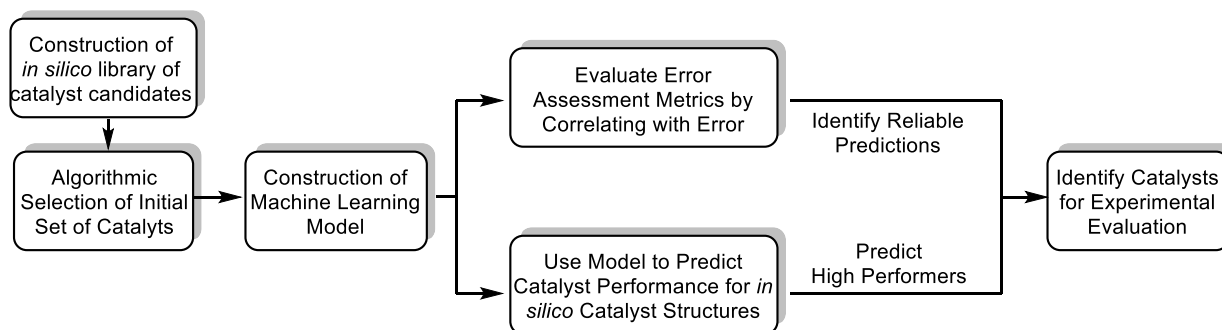 Construction of
in silico library of
catalyst candidates
Algorithmic
Selection of Initial
Set of Catalyts
Construction of
Machine Learning
Model
Evaluate Error
Assessment Metrics by
Correlating with Error
Identify Reliable
Predictions
Use Model to Predict
Catalyst Performance for in
silico Catalyst Structures
Predict
High Performers
Identify Catalysts
for Experimental
Evaluation